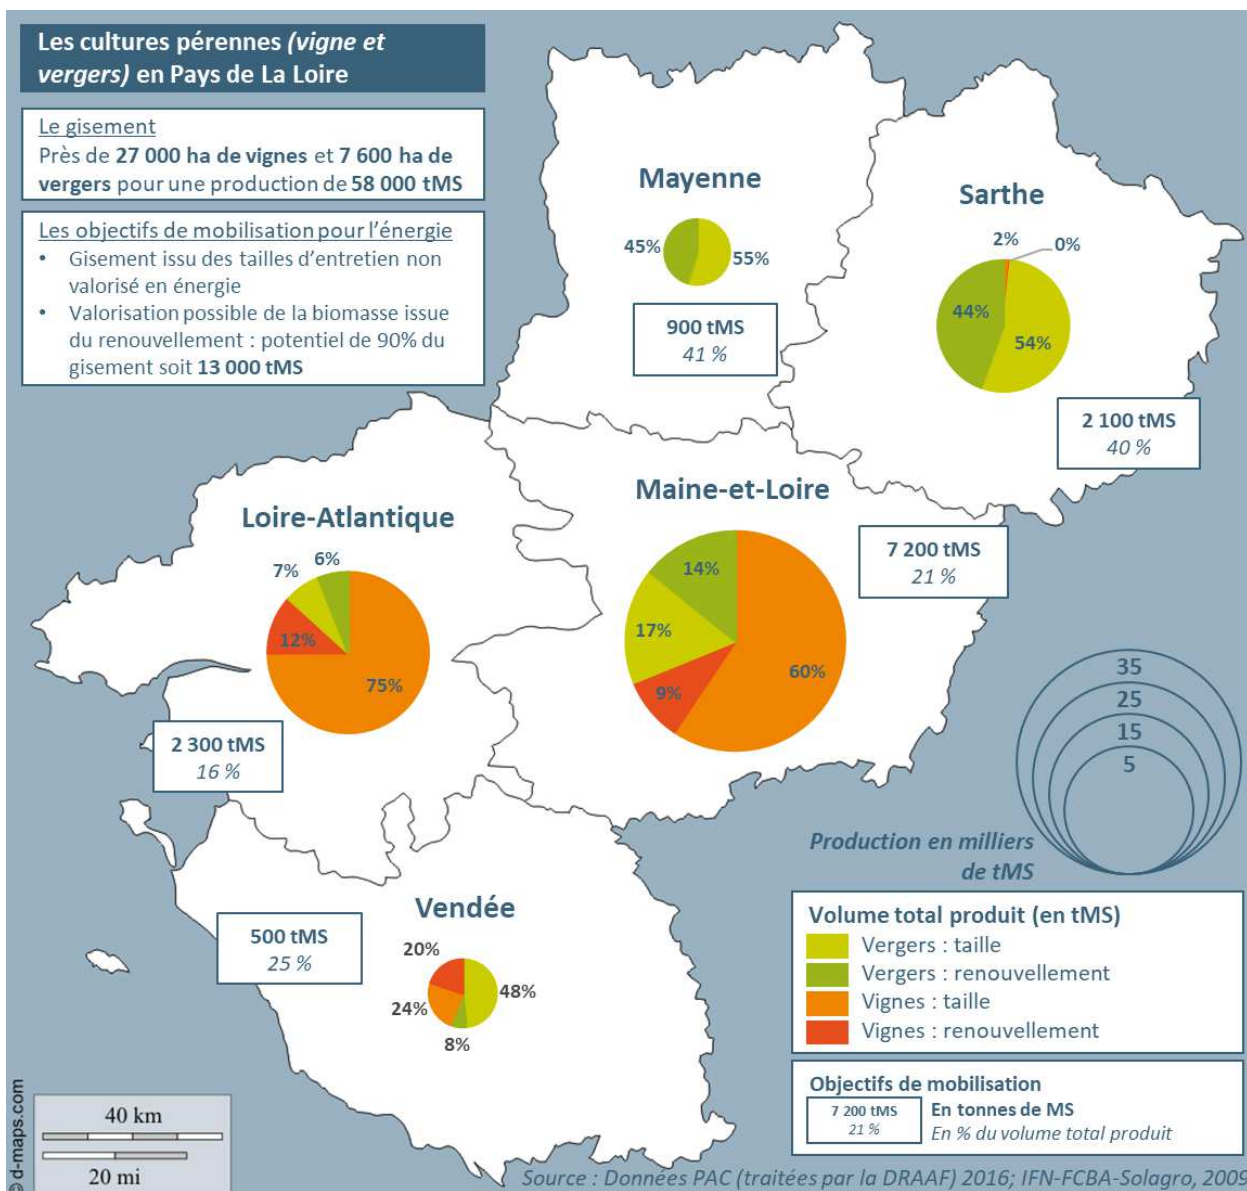 Les cultures pérennes (vigne et
vergers) en Pays de La Loire
Le gisement
Près de 27 000 ha de vignes et 7 600 ha de
vergers pour une production de 58 000 tMS
Les objectifs de mobilisation pour l'énergie
• Gisement issu des tailles d'entretien non
valorisé en énergie
• Valorisation possible de la biomasse issue
du renouvellement : potentiel de 90% du
gisement soit 13 000 tMS
Mayenne
45%
55%
900 tMS
41 %
Sarthe
2%
0%
44%
54%
2 100 tMS
40 %
Loire-Atlantique
7%
6%
12%
75%
2 300 tMS
16 %
Maine-et-Loire
14%
17%
60%
9%
7 200 tMS
21 %
Vendée
20%
48%
24%
8%
500 tMS
25 %
35
25
15
5
Production en milliers
de tMS
Volume total produit (en tMS)
Vergers : taille
Vergers : renouvellement
Vignes : taille
Vignes : renouvellement
Objectifs de mobilisation
7 200 tMS
21 %
En tonnes de MS
En % du volume total produit
40 km
20 mi
© d-maps.com
Source : Données PAC (traitées par la DRAAF) 2016; IFN-FCBA-Solagro, 2009